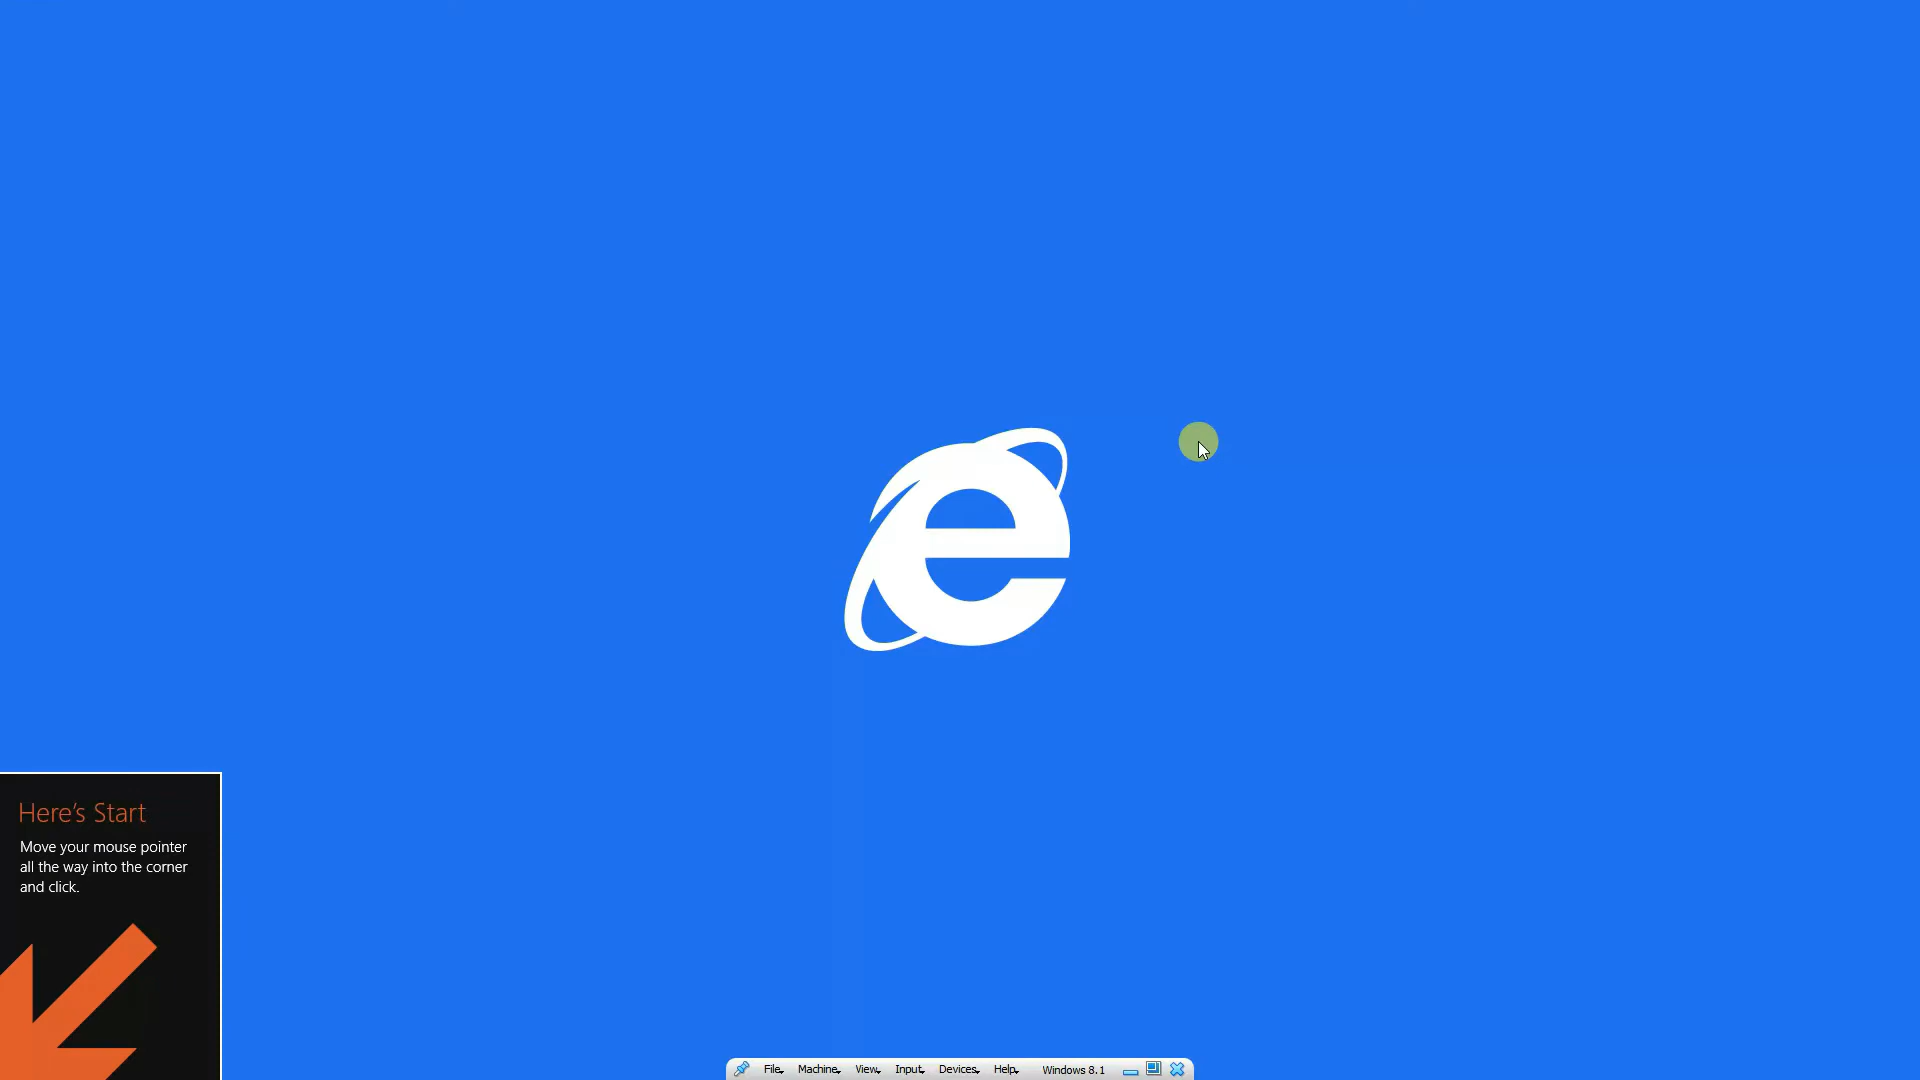 Here's Start
Move your mouse pointer
all the way into the corner
and click.
File Machine View Input Devices Help Windows 8.1